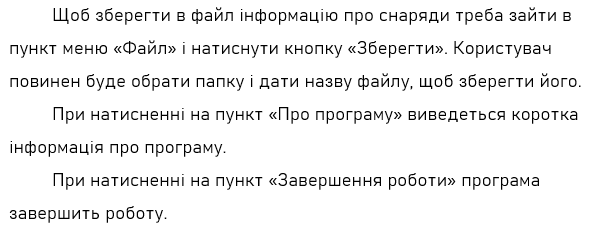 Щоб зберегти в файл інформацію про снаряди треба зайти в
пункт меню «Файл» і натиснути кнопку «Зберегти». Користувач
повинен буде обрати папку і дати назву файлу, щоб зберегти його.
При натисненні на пункт «Про програму» виведеться коротка
інформація про програму.
При натисненні на пункт «Завершення роботи» програма
завершить роботу.